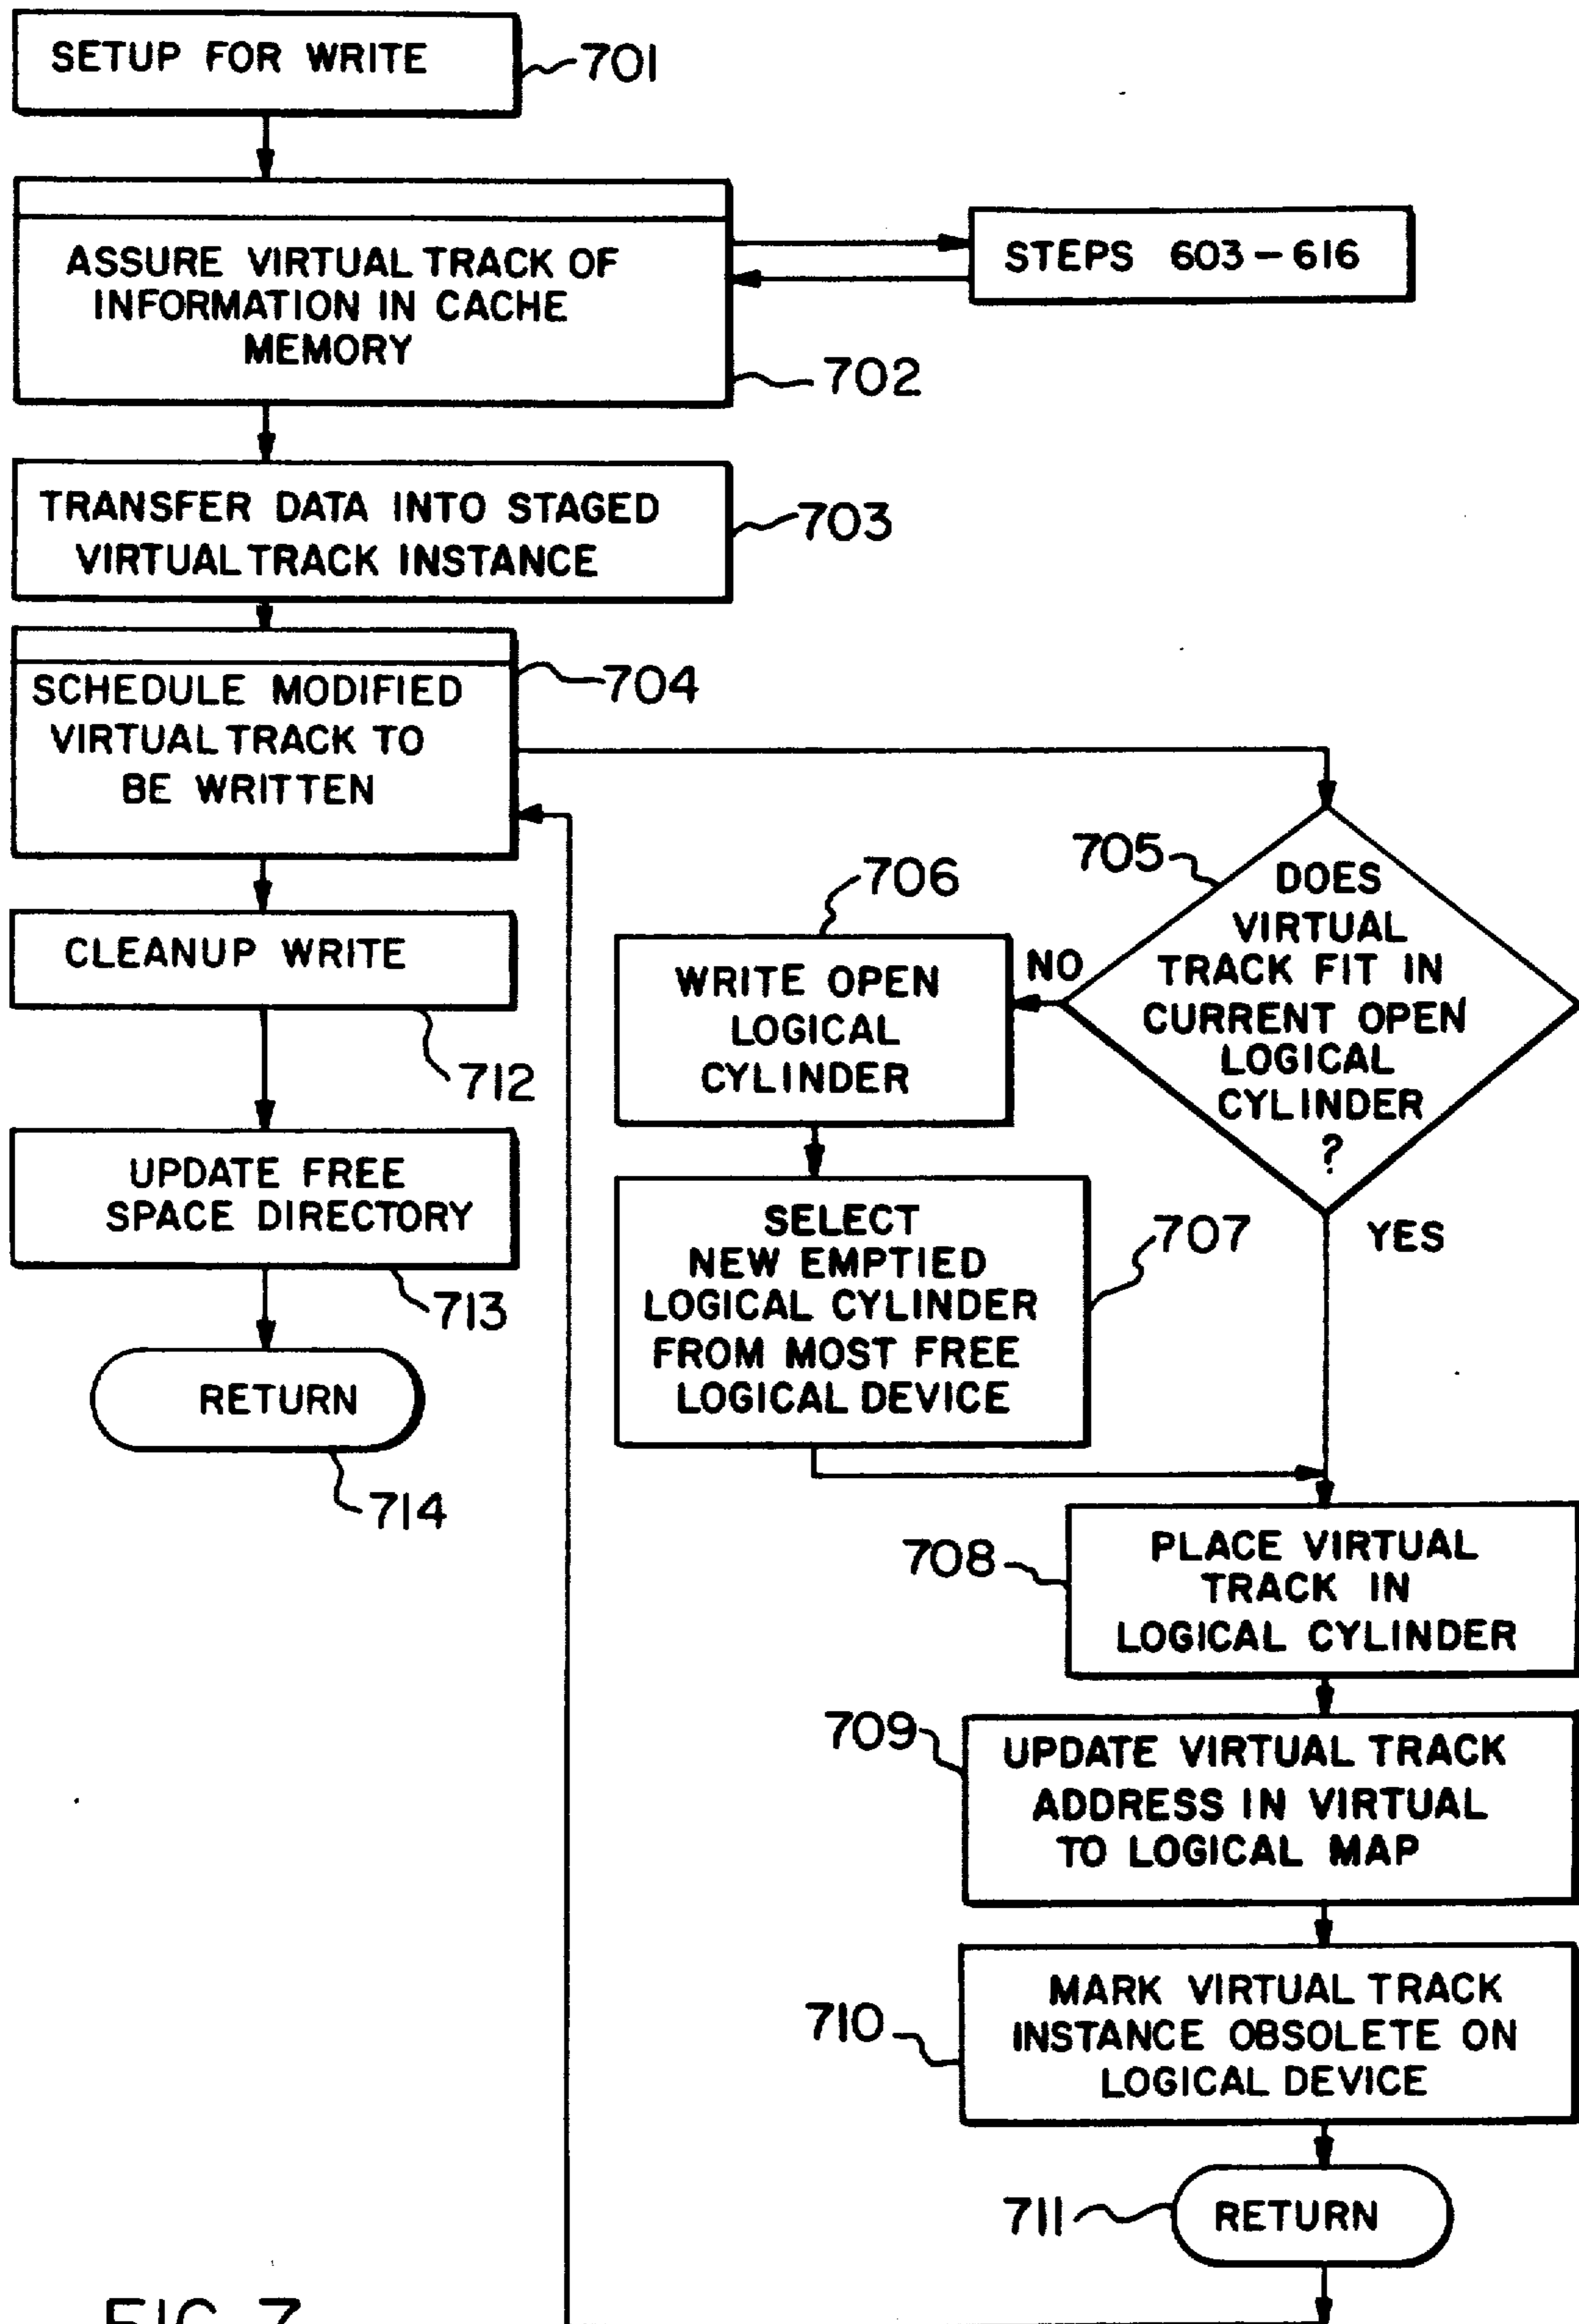 SETUP FOR WRITE
701
ASSURE VIRTUAL TRACK OF
INFORMATION IN CACHE
MEMORY
702
STEPS 603-616
TRANSFER DATA INTO STAGED
VIRTUAL TRACK INSTANCE
703
SCHEDULE MODIFIED
VIRTUAL TRACK TO
BE WRITTEN
704
705
DOES
VIRTUAL
TRACK FIT IN
CURRENT OPEN
LOGICAL
CYLINDER
?
NO
YES
706
WRITE OPEN
LOGICAL
CYLINDER
SELECT
NEW EMPTIED
LOGICAL CYLINDER
FROM MOST FREE
LOGICAL DEVICE
707
708
PLACE VIRTUAL
TRACK IN
LOGICAL CYLINDER
709
UPDATE VIRTUAL TRACK
ADDRESS IN VIRTUAL
TO LOGICAL MAP
710
MARK VIRTUAL TRACK
INSTANCE OBSOLETE ON
LOGICAL DEVICE
711
RETURN
CLEANUP WRITE
712
UPDATE FREE
SPACE DIRECTORY
713
RETURN
714
FIG. 7